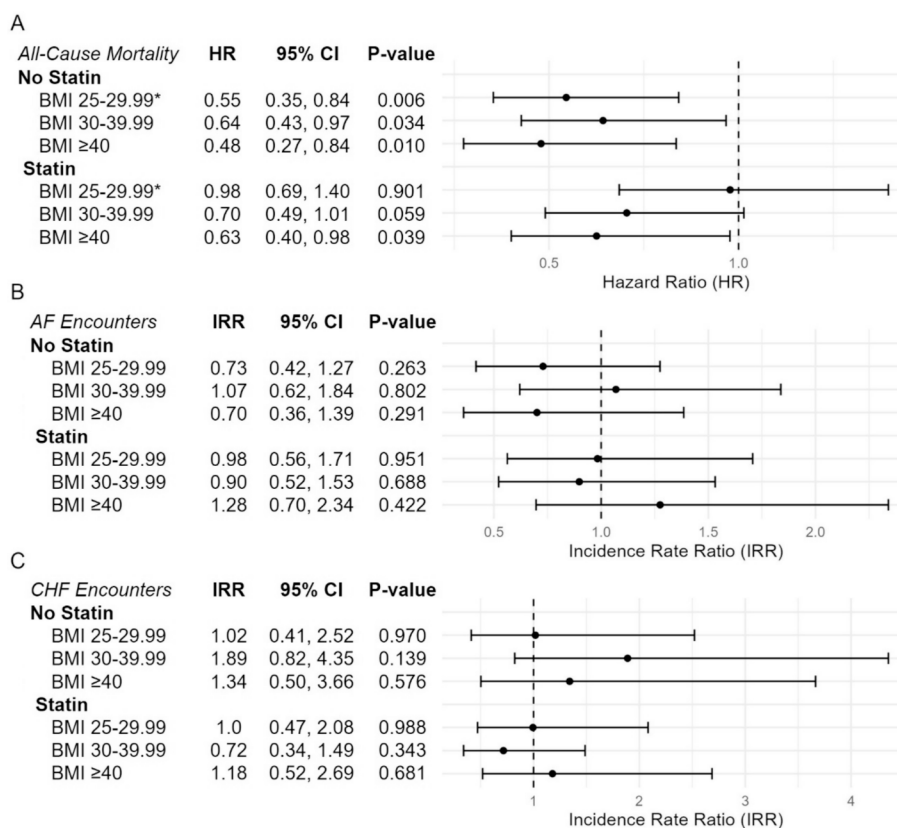 A
All-Cause Mortality HR 95% CI P-value
No Statin
BMI 25-29.99* 0.55 0.35, 0.84 0.006
BMI 30-39.99 0.64 0.43, 0.97 0.034
BMI ≥40 0.48 0.27, 0.84 0.010
Statin
BMI 25-29.99* 0.98 0.69, 1.40 0.901
BMI 30-39.99 0.70 0.49, 1.01 0.059
BMI ≥40 0.63 0.40, 0.98 0.039
0.5 1.0
Hazard Ratio (HR)
B
AF Encounters IRR 95% CI P-value
No Statin
BMI 25-29.99 0.73 0.42, 1.27 0.263
BMI 30-39.99 1.07 0.62, 1.84 0.802
BMI ≥40 0.70 0.36, 1.39 0.291
Statin
BMI 25-29.99 0.98 0.56, 1.71 0.951
BMI 30-39.99 0.90 0.52, 1.53 0.688
BMI ≥40 1.28 0.70, 2.34 0.422
0.5 1.0 1.5 2.0
Incidence Rate Ratio (IRR)
C
CHF Encounters IRR 95% CI P-value
No Statin
BMI 25-29.99 1.02 0.41, 2.52 0.970
BMI 30-39.99 1.89 0.82, 4.35 0.139
BMI ≥40 1.34 0.50, 3.66 0.576
Statin
BMI 25-29.99 1.0 0.47, 2.08 0.988
BMI 30-39.99 0.72 0.34, 1.49 0.343
BMI ≥40 1.18 0.52, 2.69 0.681
1 2 3 4
Incidence Rate Ratio (IRR)